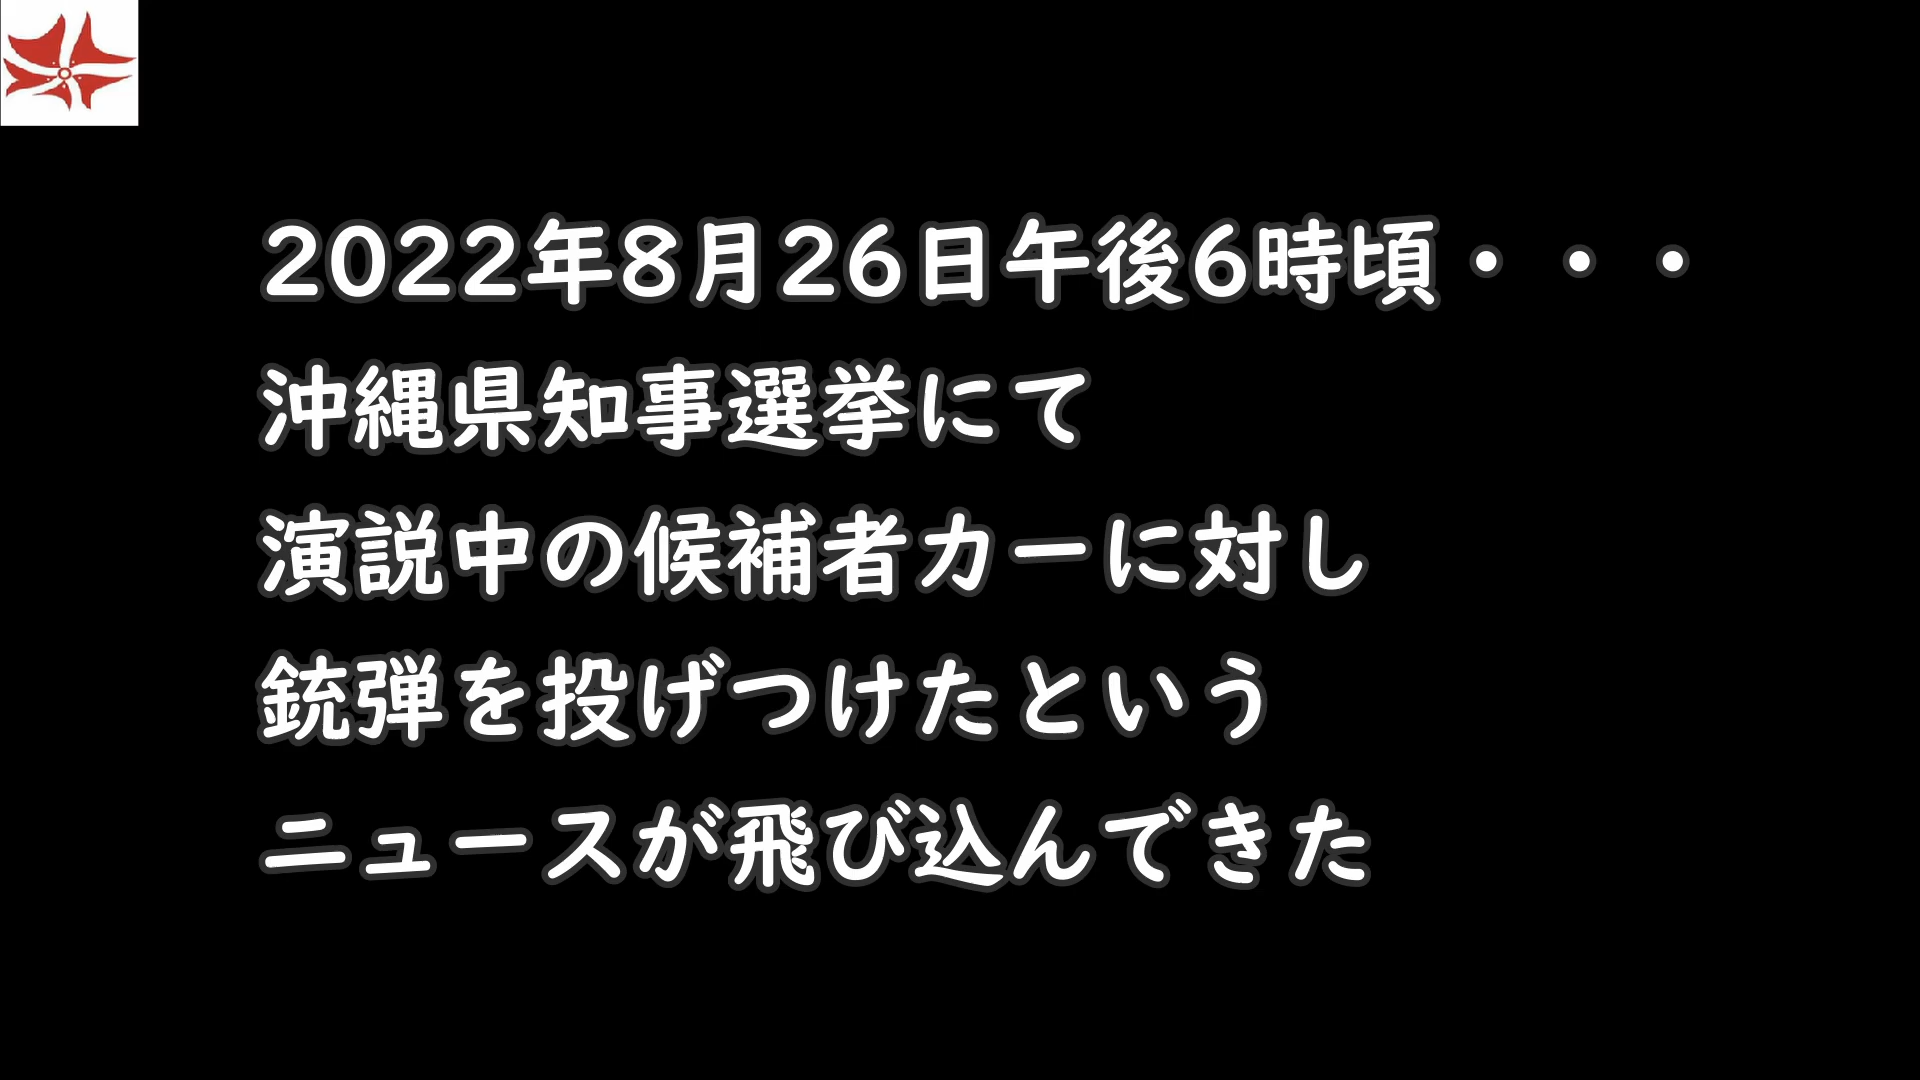 2022年8月26日午後6時頃・・・
沖縄県知事選挙にて
演説中の候補者カーに対し
銃弾を投げつけたという
ニュースが飛び込んできた